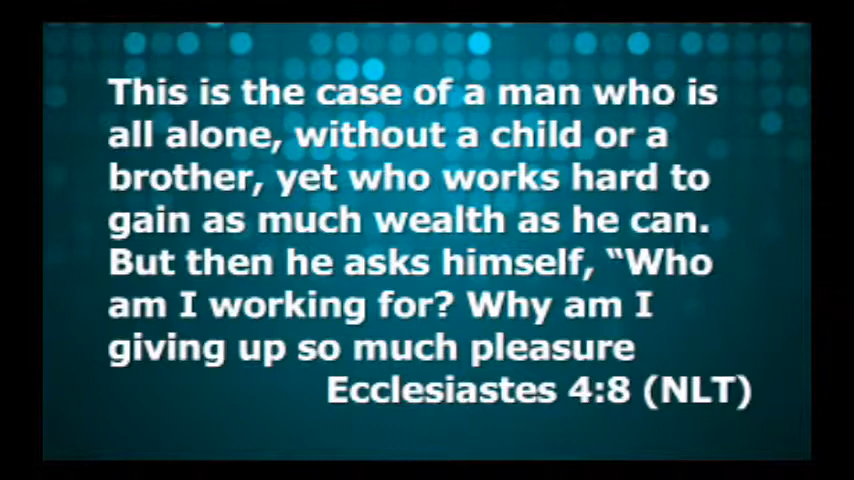 This is the case of a man who is
all alone, without a child or a
brother, yet who works hard to
gain as much wealth as he can.
But then he asks himself, “Who
am I working for? Why am I
giving up so much pleasure
Ecclesiastes 4:8 (NLT)